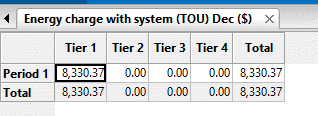 Energy charge with system (TOU) Dec ($)
Tier 1 Tier 2 Tier 3 Tier 4 Total
Period 1 8,330.37 0.00 0.00 0.00 8,330.37
Total 8,330.37 0.00 0.00 0.00 8,330.37